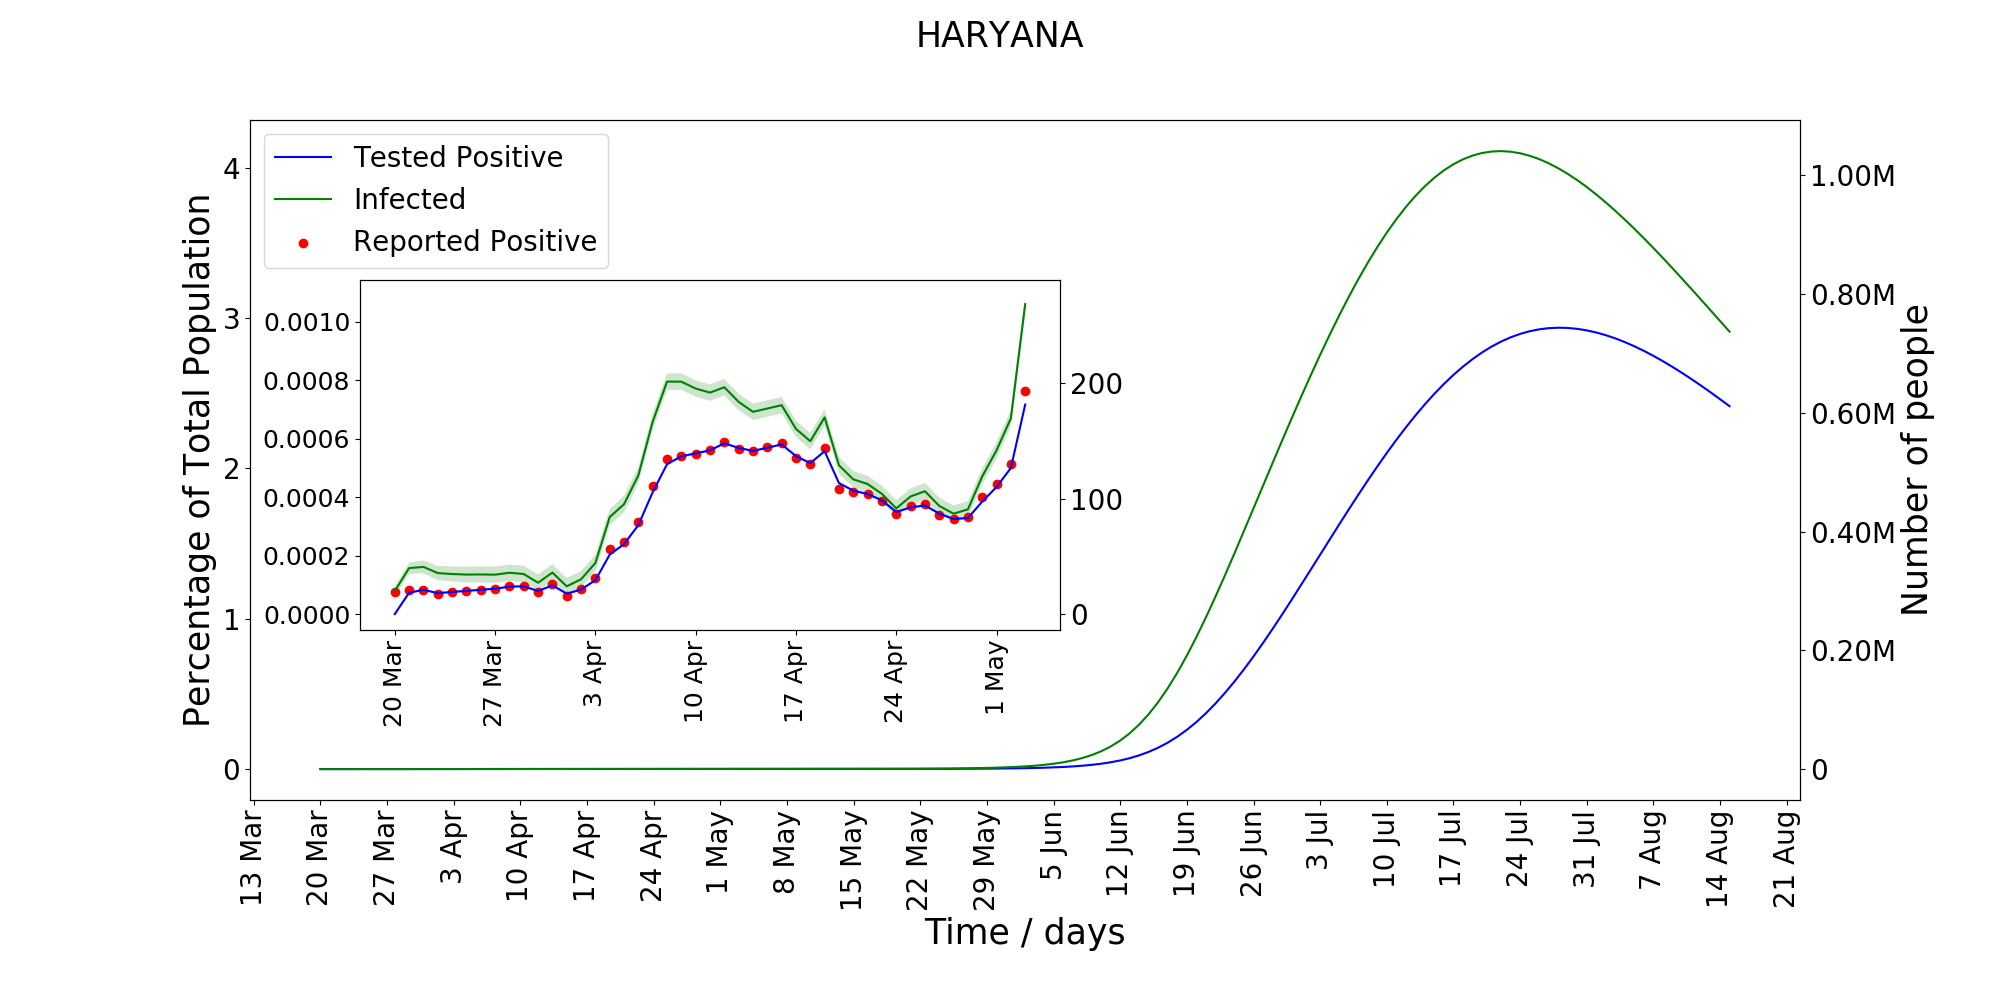 HARYANA
Tested Positive
Infected
Reported Positive
Percentage of Total Population
4
3
2
1
0
1.00M
0.80M
0.60M
0.40M
0.20M
0
Number of people
0.0010
0.0008
0.0006
0.0004
0.0002
0.0000
200
100
0
20 Mar
27 Mar
3 Apr
10 Apr
17 Apr
24 Apr
1 May
13 Mar
20 Mar
27 Mar
3 Apr
10 Apr
17 Apr
24 Apr
1 May
8 May
15 May
22 May
29 May
5 Jun
12 Jun
19 Jun
26 Jun
3 Jul
10 Jul
17 Jul
24 Jul
31 Jul
7 Aug
14 Aug
21 Aug
Time / days